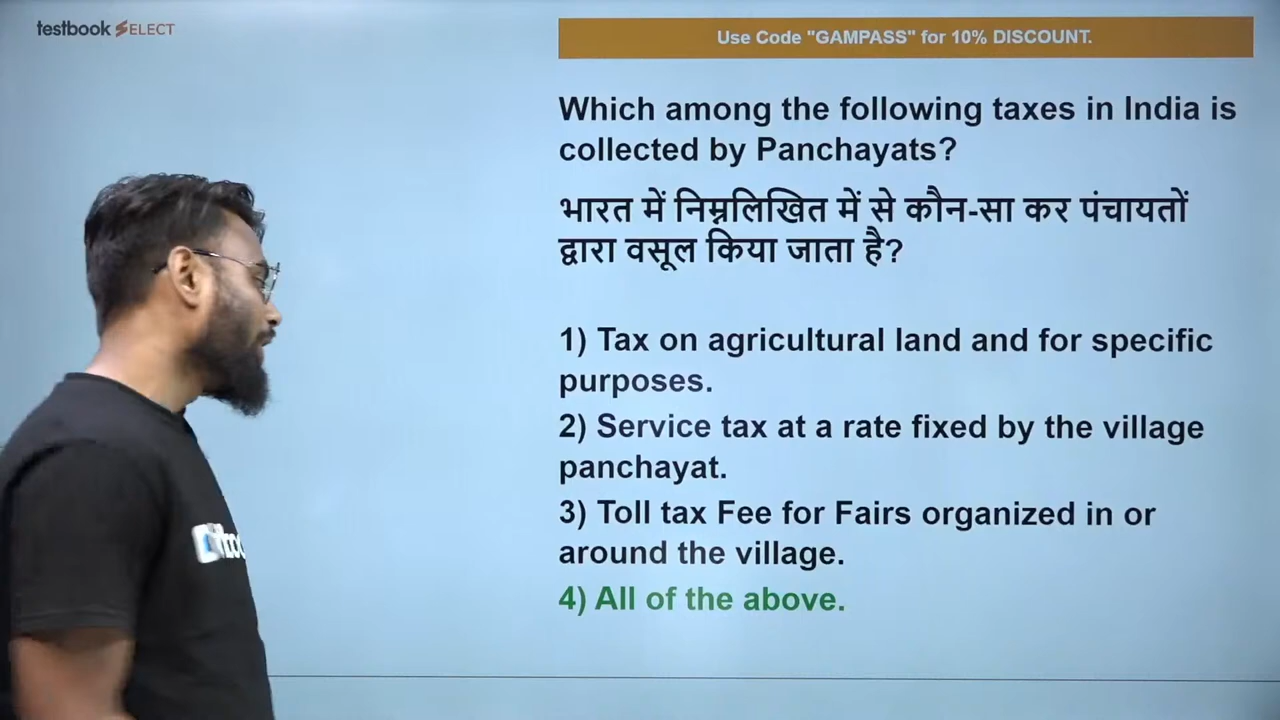 testbook SELECT
Use Code "GAMPASS" for 10% DISCOUNT.
Which among the following taxes in India is
collected by Panchayats?
भारत में निम्नलिखित में से कौन-सा कर पंचायतों
द्वारा वसूल किया जाता है?
1) Tax on agricultural land and for specific
purposes.
2) Service tax at a rate fixed by the village
panchayat.
3) Toll tax Fee for Fairs organized in or
around the village.
4) All of the above.